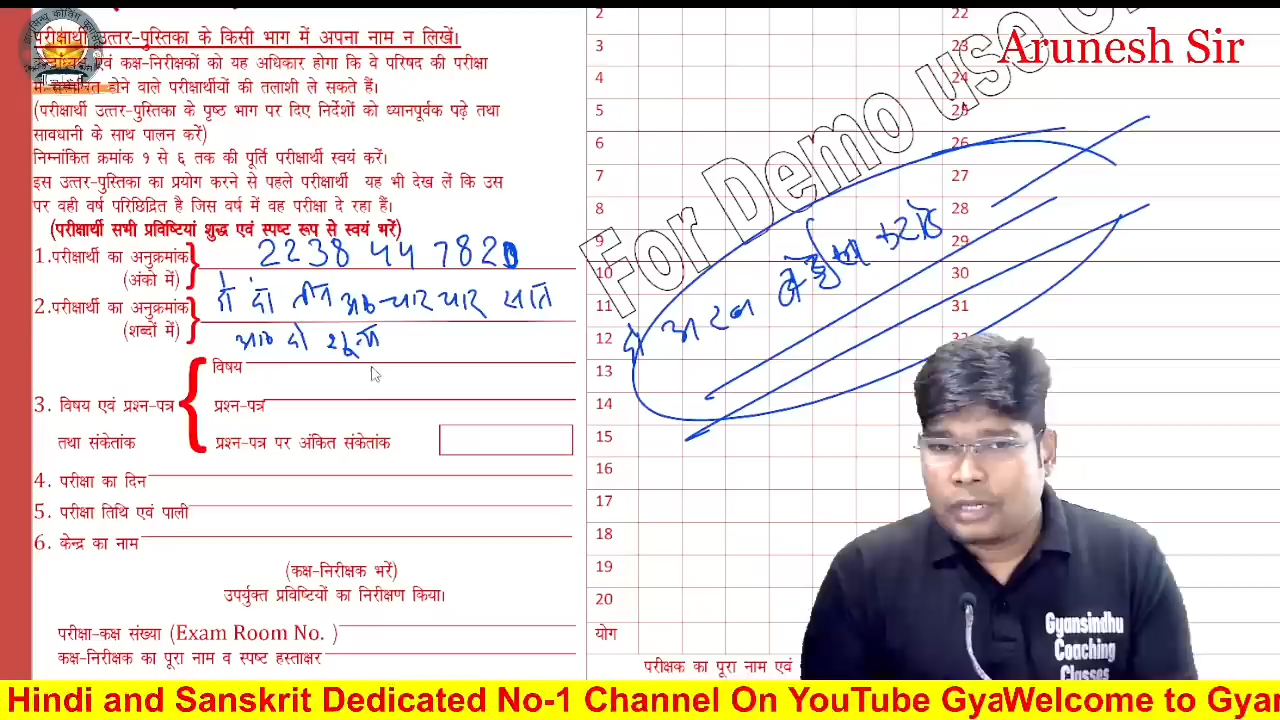 Arunesh Sir
परीक्षार्थी उत्तर-पुस्तिका के किसी भाग में अपना नाम न लिखें।
एवं कक्ष-निरीक्षकों को यह अधिकार होगा कि वे परिषद की परीक्षा
में सम्मिलित होने वाले परीक्षार्थीयों की तलाशी ले सकते हैं।
(परीक्षार्थी उत्तर-पुस्तिका के पृष्ठ भाग पर दिए निर्देशों को ध्यानपूर्वक पढ़े तथा
सावधानी के साथ पालन करें)
निम्नांकित क्रमांक १ से ६ तक की पूर्ति परीक्षार्थी स्वयं करें।
इस उत्तर-पुस्तिका का प्रयोग करने से पहले परीक्षार्थी यह भी देख लें कि उस
पर वही वर्ष परिछिद्रित है जिस वर्ष में वह परीक्षा दे रहा हैं।
(परीक्षार्थी सभी प्रविष्टियां शुद्ध एवं स्पष्ट रूप से स्वयं भरें)
1. परीक्षार्थी का अनुक्रमांक (अंको में) 2238 44 7820
2. परीक्षार्थी का अनुक्रमांक (शब्दों में) दो दो तीन आठ चार चार सात
आठ दो शून्य
3. विषय एवं प्रश्न-पत्र तथा संकेतांक
विषय
प्रश्न-पत्र
प्रश्न-पत्र पर अंकित संकेतांक
4. परीक्षा का दिन
5. परीक्षा तिथि एवं पाली
6. केन्द्र का नाम
(कक्ष-निरीक्षक भरें)
उपर्युक्त प्रविष्टियों का निरीक्षण किया।
परीक्षा-कक्ष संख्या (Exam Room No. )
कक्ष-निरीक्षक का पूरा नाम व स्पष्ट हस्ताक्षर
2 22
3 23
4 24
5 25
6 26
7 27
8 28
9 29
10 30
11 31
12 32
13
14
15
16
17
18
19
20
योग
For Demo use
परीक्षक का पूरा नाम एवं
Gyansindhu
Coaching
Classes
Hindi and Sanskrit Dedicated No-1 Channel On YouTube GyaWelcome to Gyan